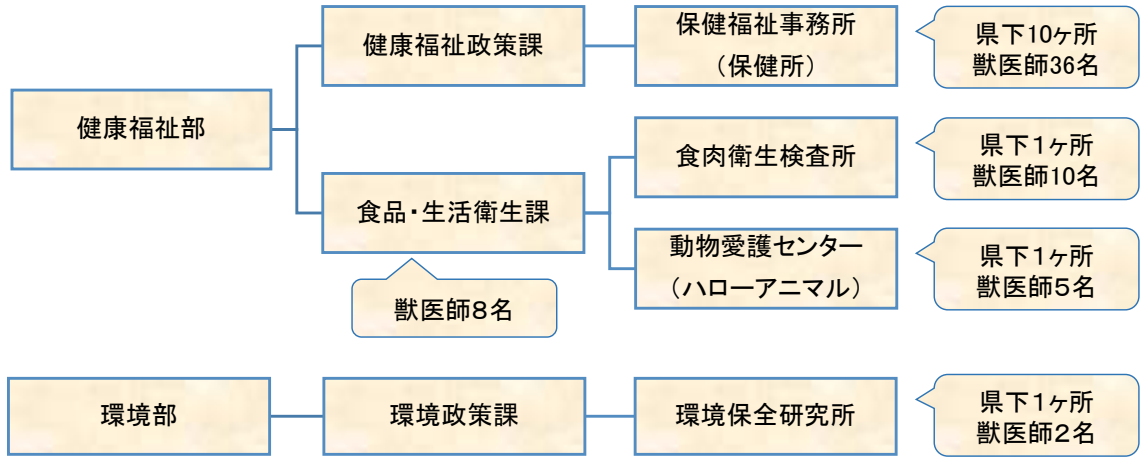 健康福祉部
健康福祉政策課
保健福祉事務所
（保健所）
県下10ヶ所
獣医師36名
食品・生活衛生課
獣医師８名
食肉衛生検査所
県下１ヶ所
獣医師10名
動物愛護センター
（ハローアニマル）
県下１ヶ所
獣医師５名
環境部
環境政策課
環境保全研究所
県下１ヶ所
獣医師２名